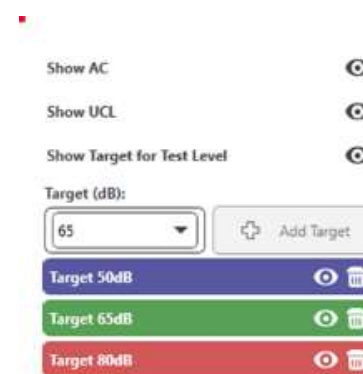 Show AC
Show UCL
Show Target for Test Level
Target (dB):
65 Add Target
Target 50dB
Target 65dB
Target 80dB